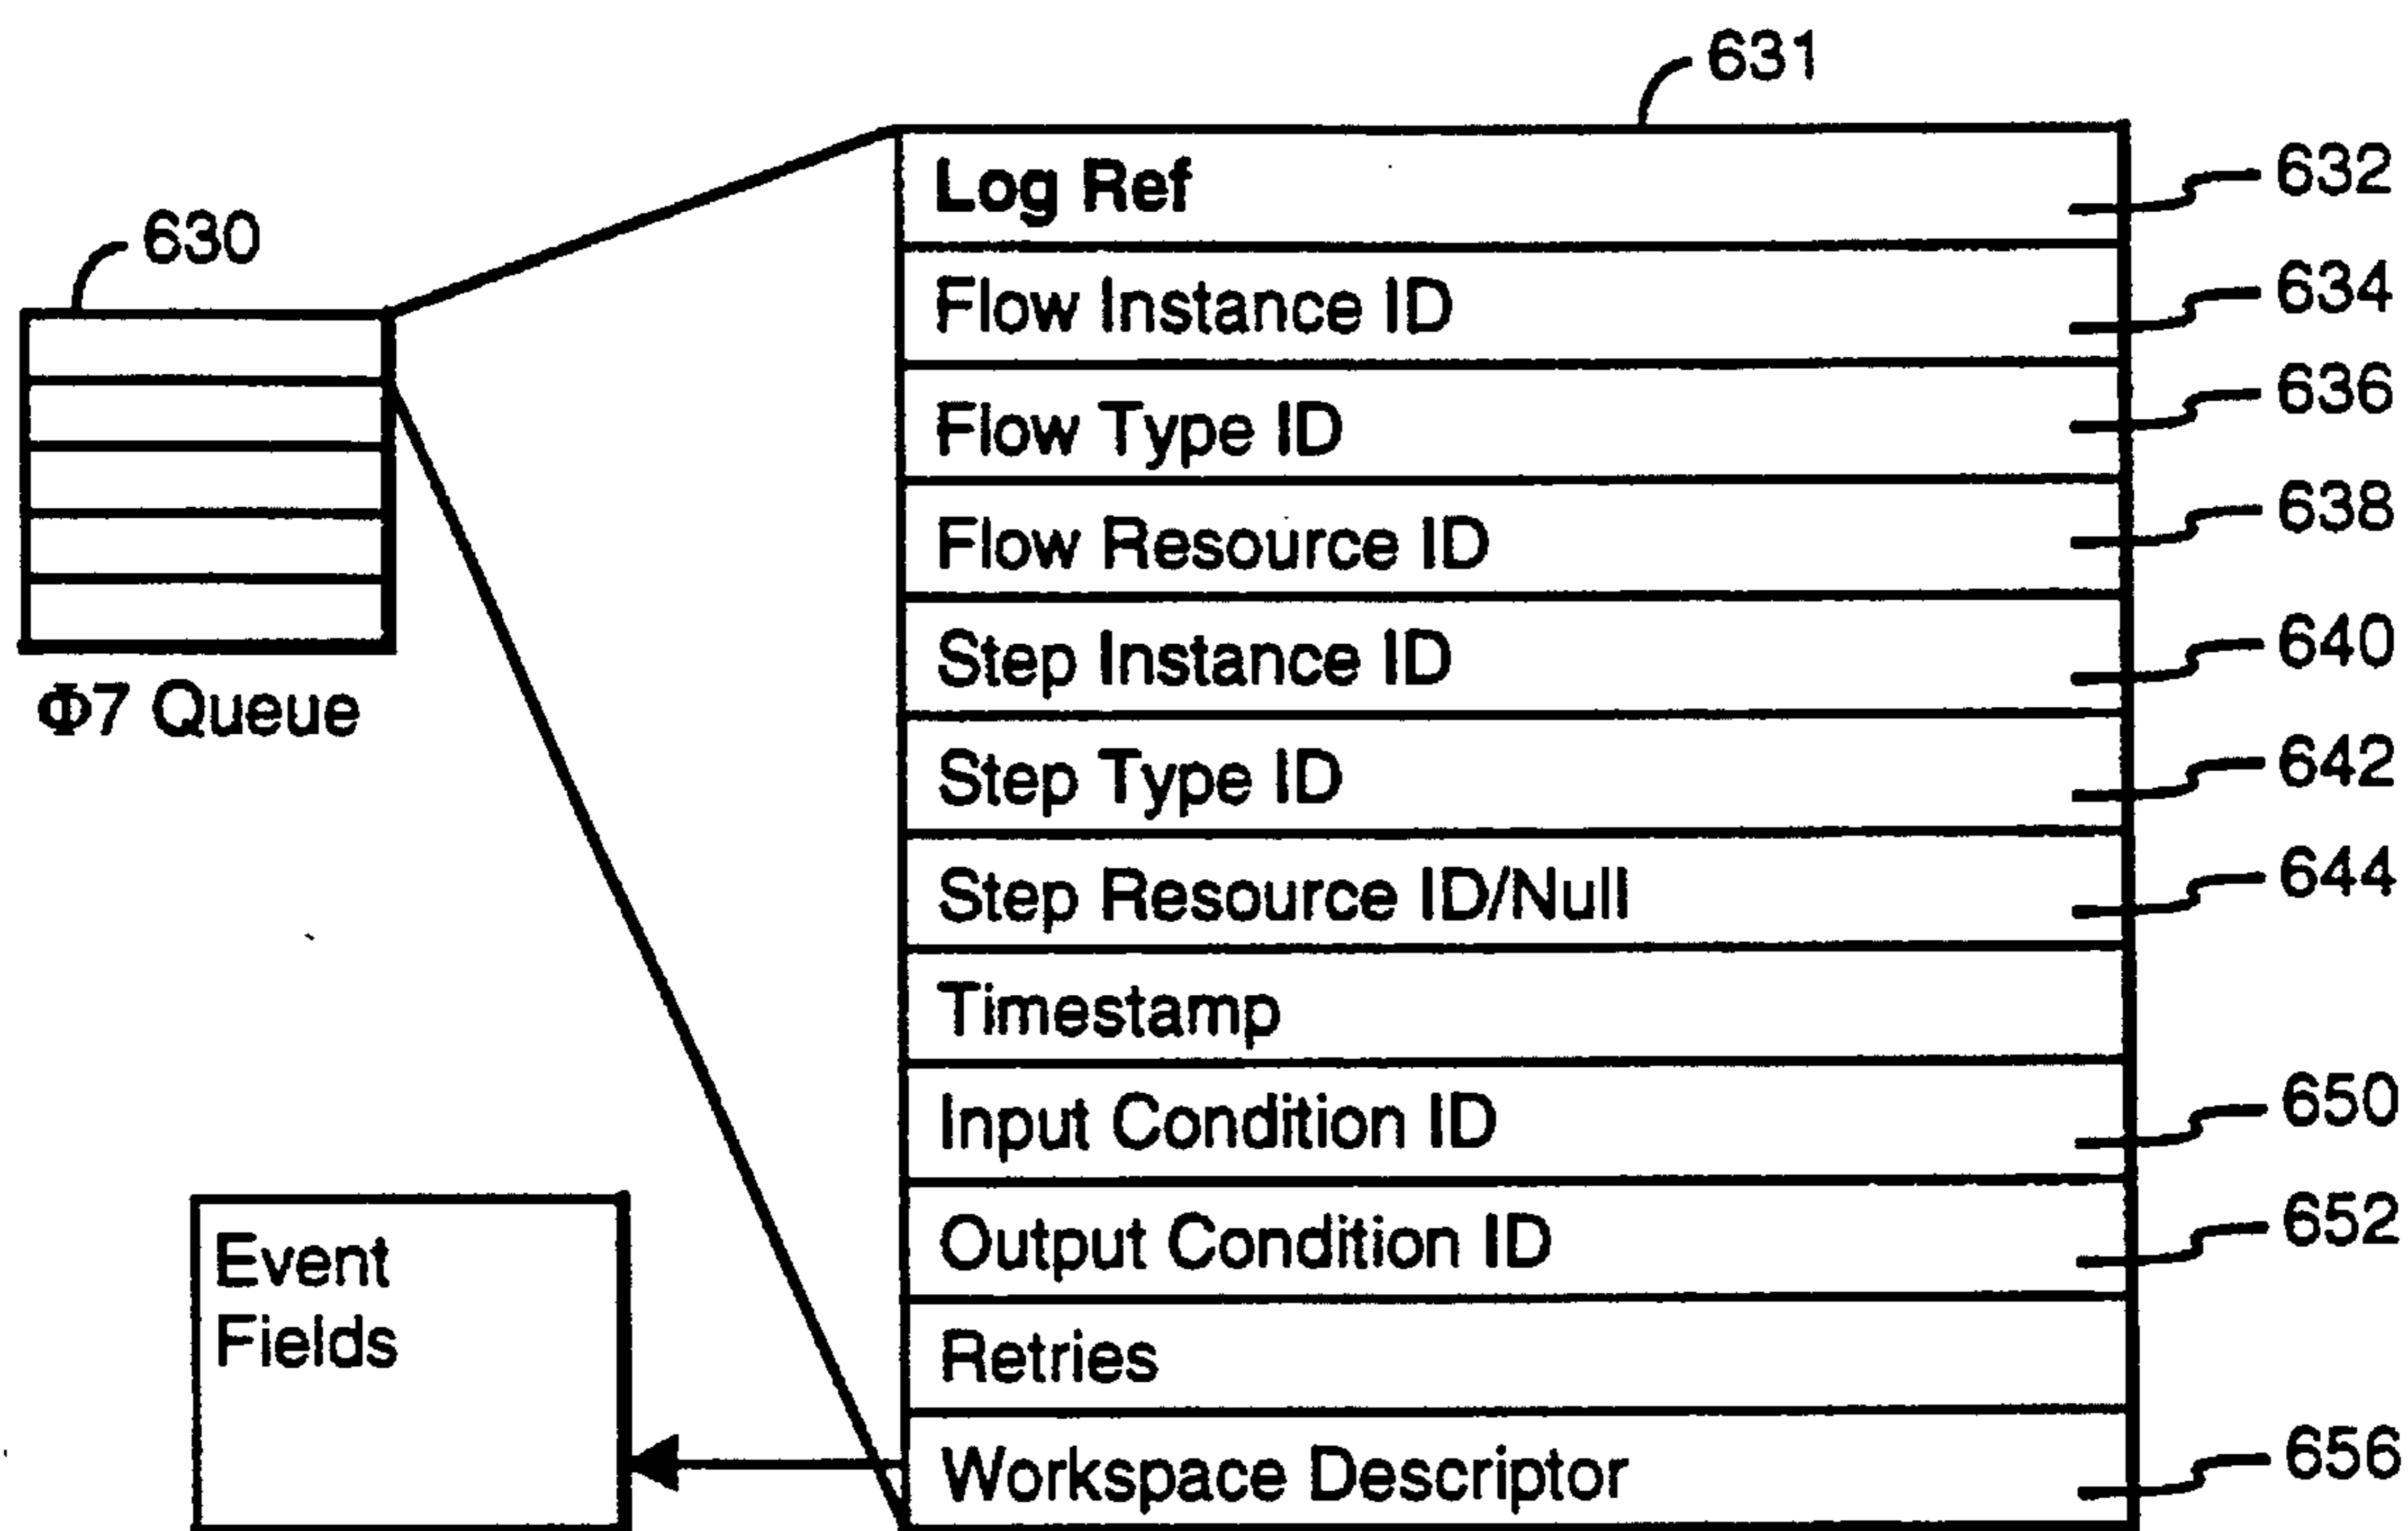 631
Log Ref 632
630
Flow Instance ID 634
Flow Type ID 636
Flow Resource ID 638
Step Instance ID 640
Φ7 Queue
Step Type ID 642
Step Resource ID/Null 644
Timestamp
Input Condition ID 650
Output Condition ID 652
Event
Fields
Retries
Workspace Descriptor 656